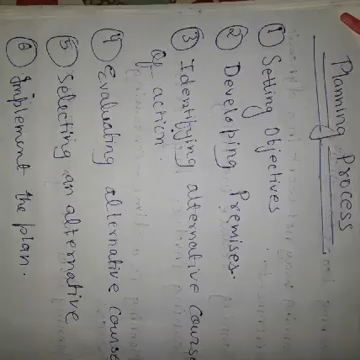 Planning Process
① Setting Objectives
② Developing Premises.
③ Identifying alternative course
of action.
④ Evaluating alternative course
⑤ Selecting an alternative
⑥ Implement the plan.